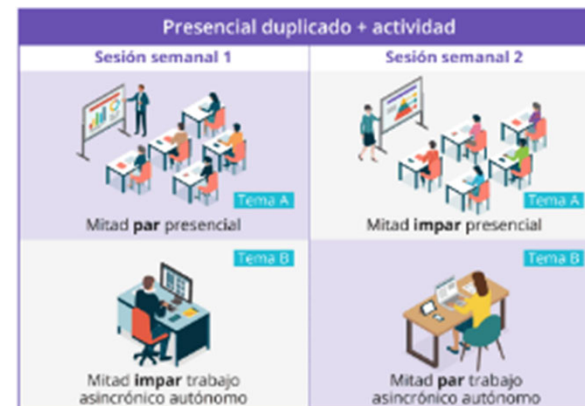 Presencial duplicado + actividad
Sesión semanal 1
Sesión semanal 2
Tema A
Mitad par presencial
Tema A
Mitad impar presencial
Tema B
Mitad impar trabajo
asincrónico autónomo
Tema B
Mitad par trabajo
asincrónico autónomo